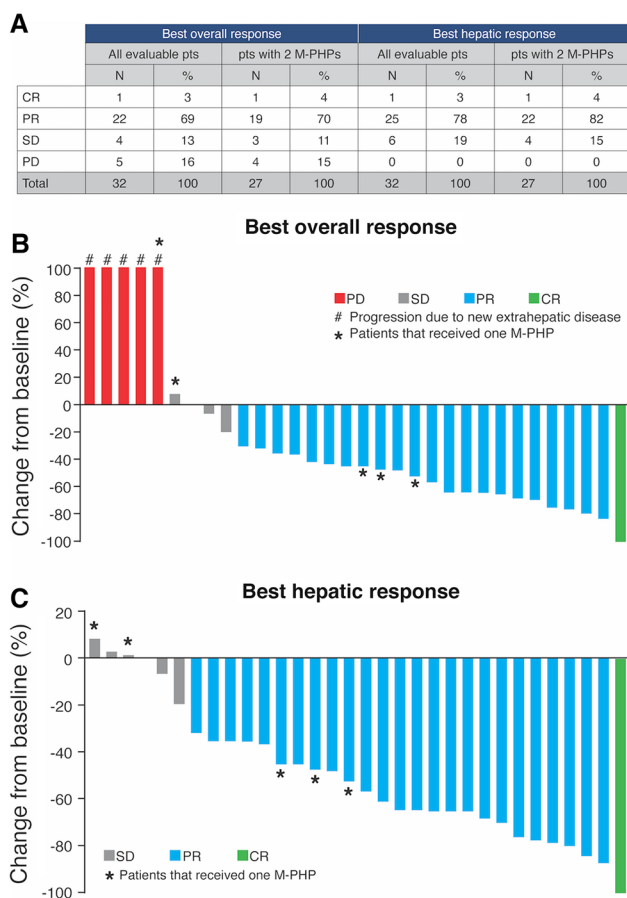 A
Best overall response Best hepatic response
All evaluable pts pts with 2 M-PHPs All evaluable pts pts with 2 M-PHPs
N % N % N % N %
CR 1 3 1 4 1 3 1 4
PR 22 69 19 70 25 78 22 82
SD 4 13 3 11 6 19 4 15
PD 5 16 4 15 0 0 0 0
Total 32 100 27 100 32 100 27 100
B
Best overall response
*
# # # # #
100
80
60
40
20
0
-20
-40
-60
-80
-100
Change from baseline (%)
PD SD PR CR
# Progression due to new extrahepatic disease
* Patients that received one M-PHP
*
* * *
C
Best hepatic response
20
0
-20
-40
-60
-80
-100
Change from baseline (%)
* *
* * *
SD PR CR
* Patients that received one M-PHP